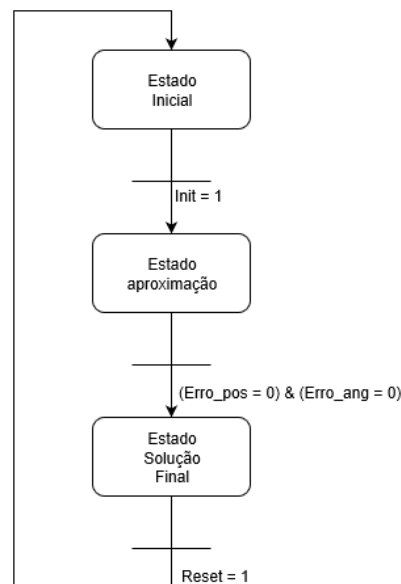 Estado
Inicial
Init = 1
Estado
aproximação
(Erro_pos = 0) & (Erro_ang = 0)
Estado
Solução
Final
Reset = 1